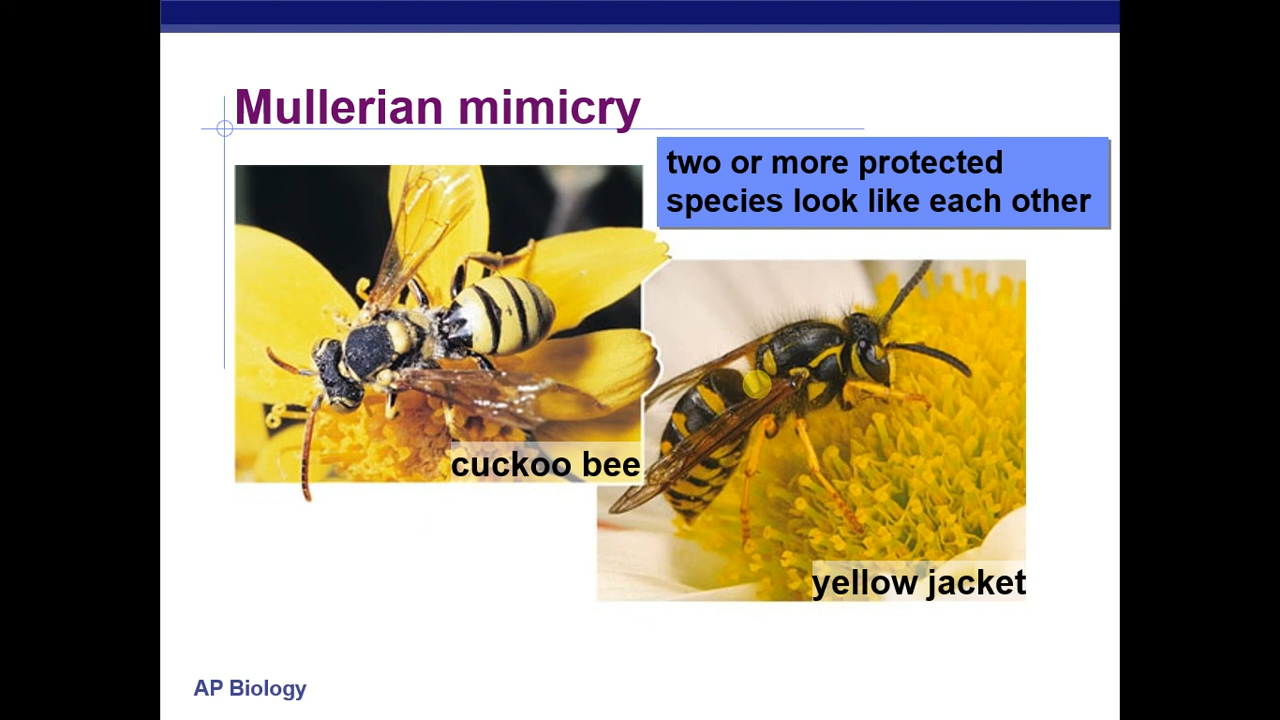 Mullerian mimicry
two or more protected
species look like each other
cuckoo bee
yellow jacket
AP Biology